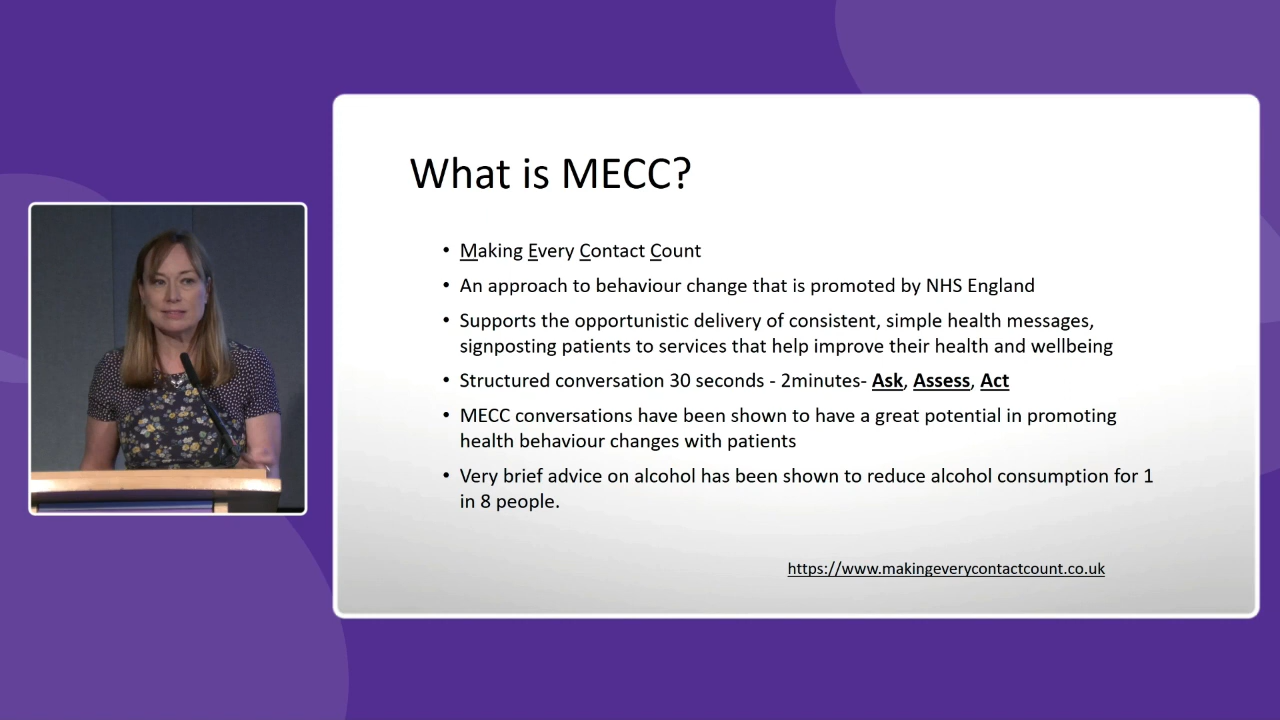 What is MECC?
• Making Every Contact Count
• An approach to behaviour change that is promoted by NHS England
• Supports the opportunistic delivery of consistent, simple health messages,
signposting patients to services that help improve their health and wellbeing
• Structured conversation 30 seconds - 2minutes- Ask, Assess, Act
• MECC conversations have been shown to have a great potential in promoting
health behaviour changes with patients
• Very brief advice on alcohol has been shown to reduce alcohol consumption for 1
in 8 people.
https://www.makingeverycontactcount.co.uk